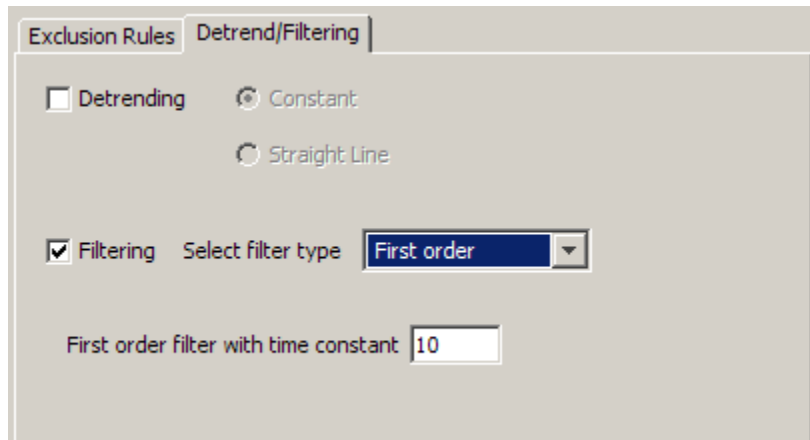 Exclusion Rules Detrend/Filtering
Detrending Constant
Straight Line
Filtering Select filter type First order
First order filter with time constant 10